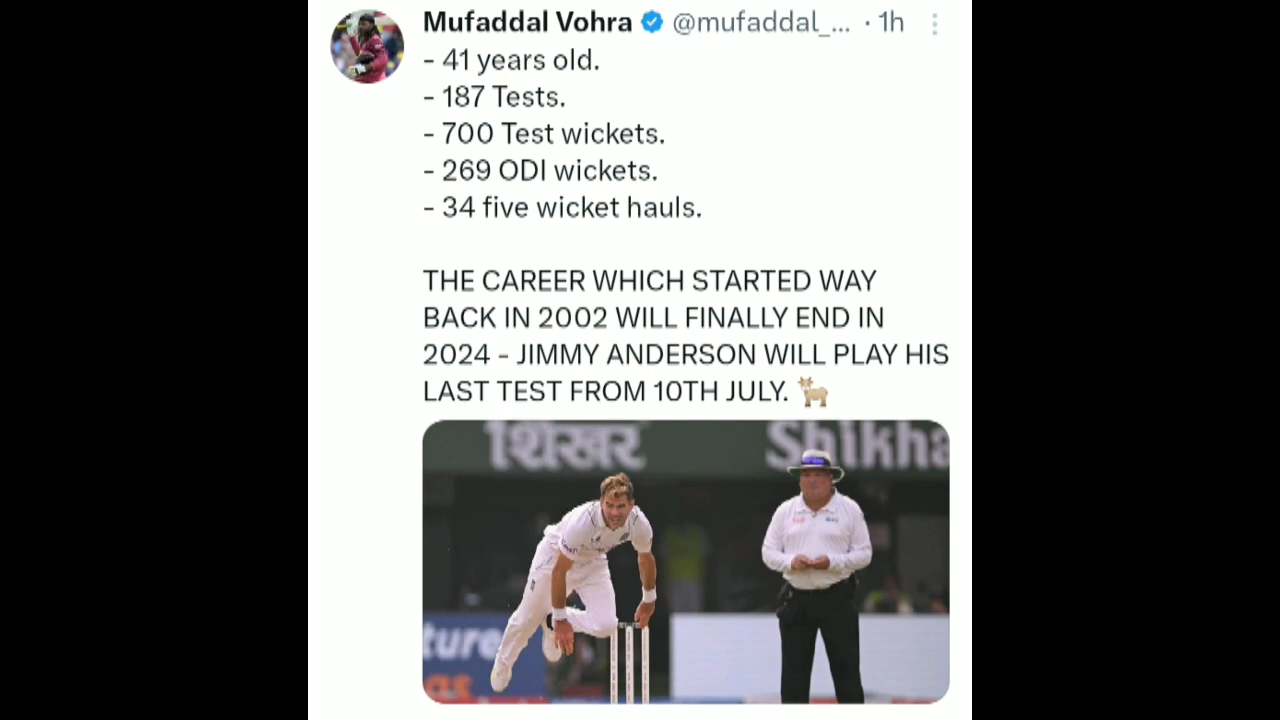 Mufaddal Vohra @mufaddal_... · 1h
- 41 years old.
- 187 Tests.
- 700 Test wickets.
- 269 ODI wickets.
- 34 five wicket hauls.
THE CAREER WHICH STARTED WAY
BACK IN 2002 WILL FINALLY END IN
2024 - JIMMY ANDERSON WILL PLAY HIS
LAST TEST FROM 10TH JULY. 🐐
शिखर Shikha
ture
as